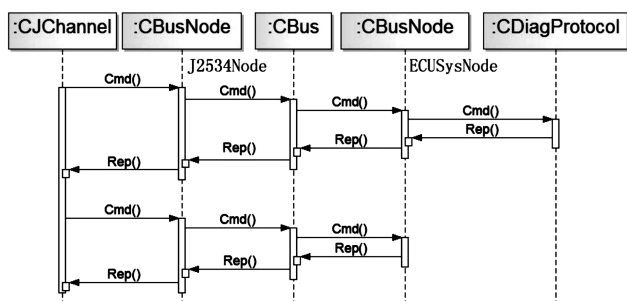 :CJChannel :CBusNode :CBus :CBusNode :CDiagProtocol
J2534Node ECUSysNode
Cmd()
Cmd()
Cmd()
Cmd()
Rep()
Rep()
Rep()
Rep()
Cmd()
Cmd()
Cmd()
Rep()
Rep()
Rep()